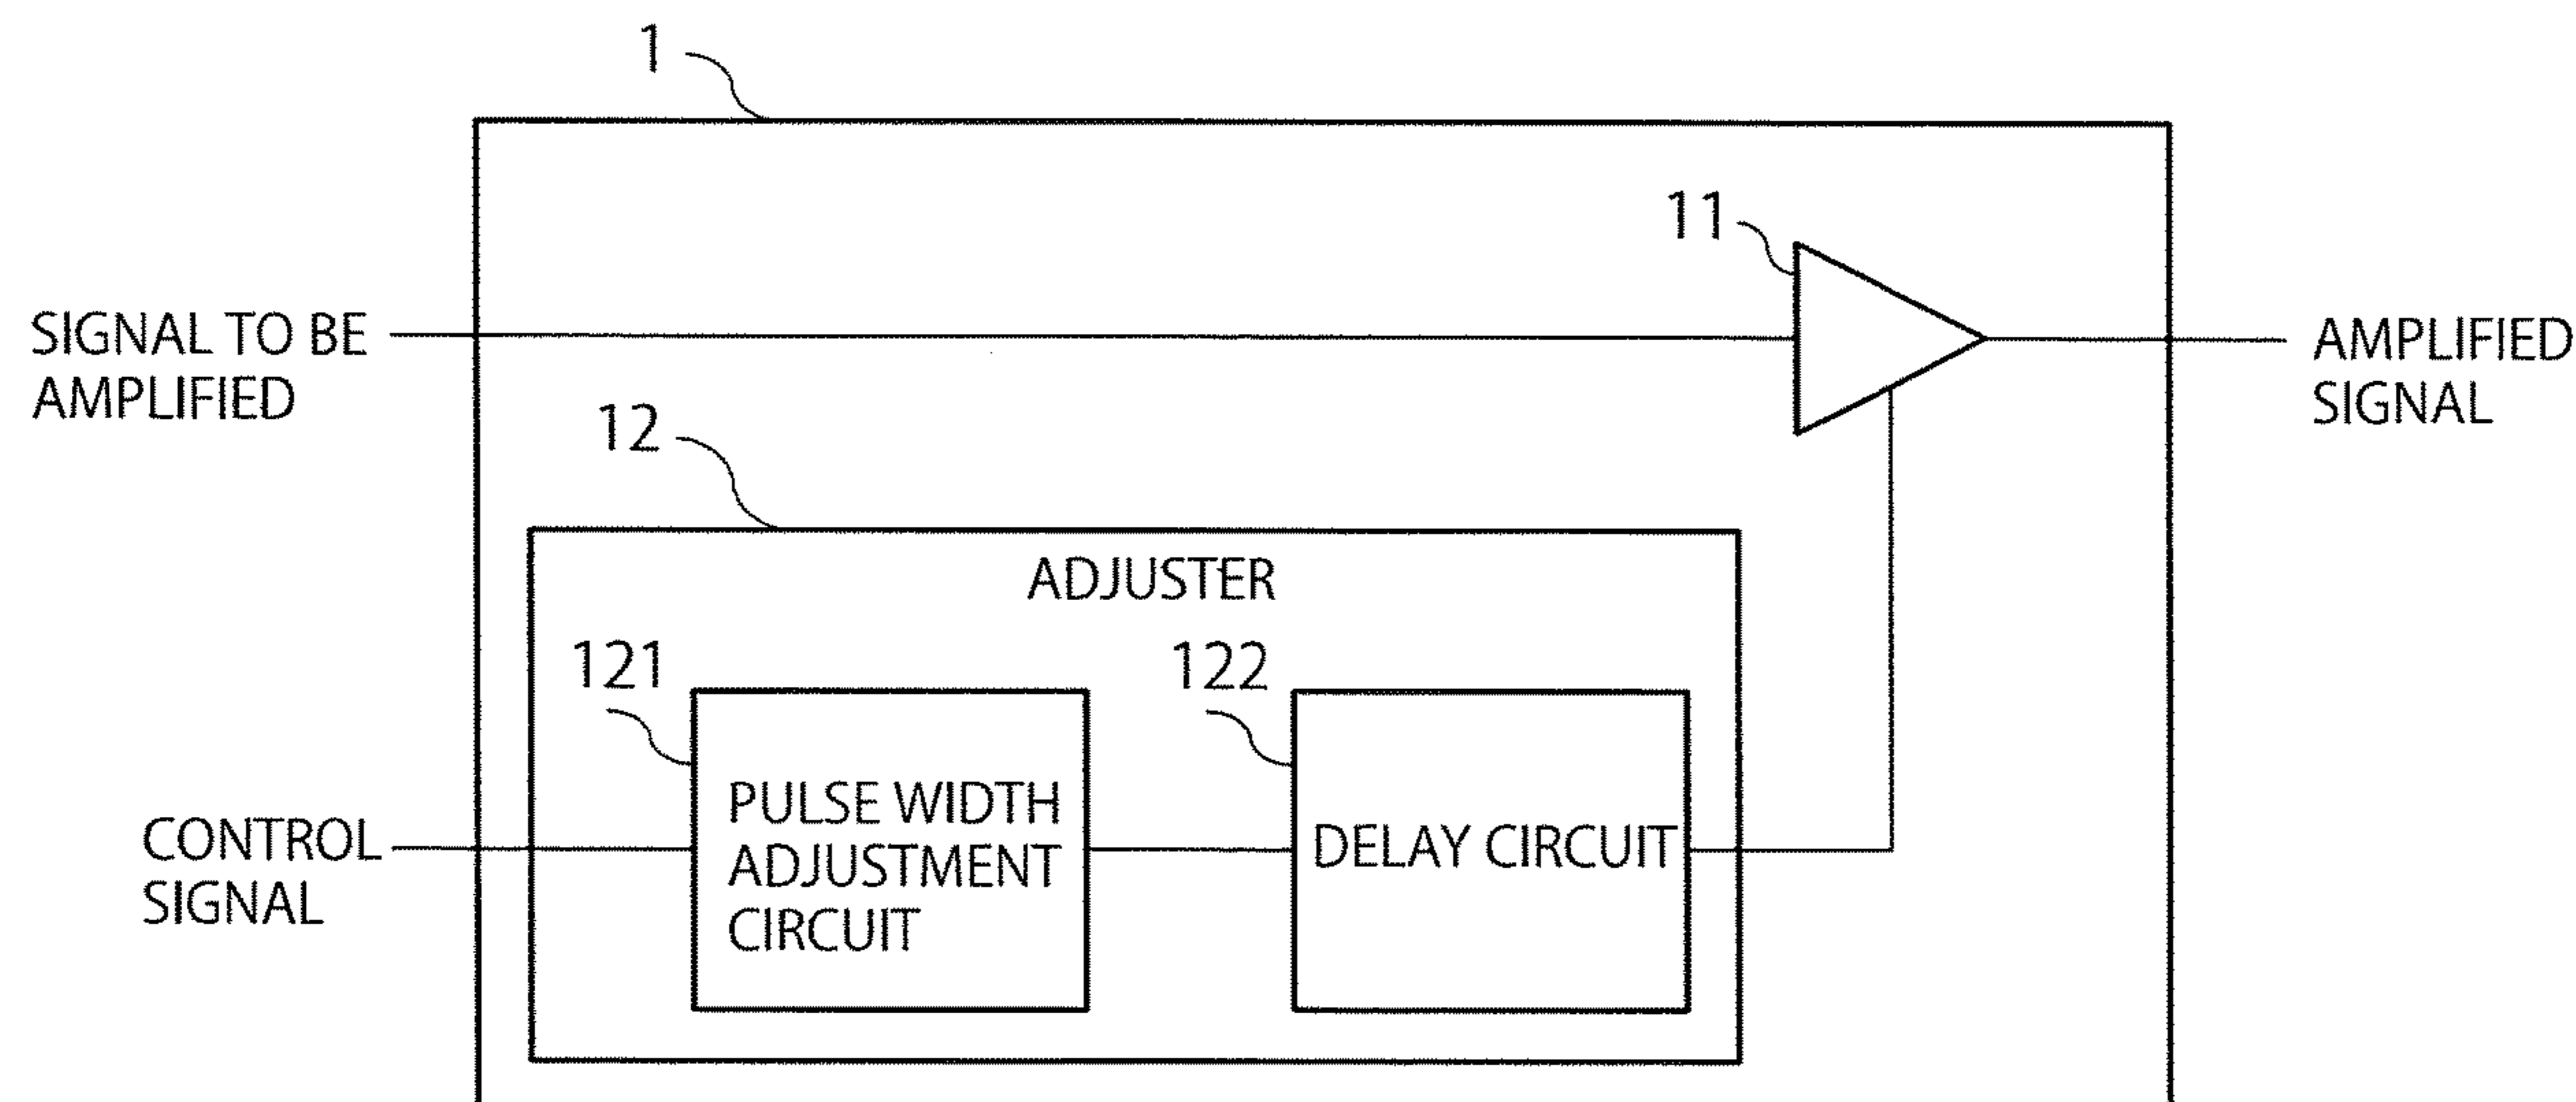 1
11
SIGNAL TO BE
AMPLIFIED
AMPLIFIED
SIGNAL
12
ADJUSTER
121
122
PULSE WIDTH
ADJUSTMENT
CIRCUIT
DELAY CIRCUIT
CONTROL
SIGNAL